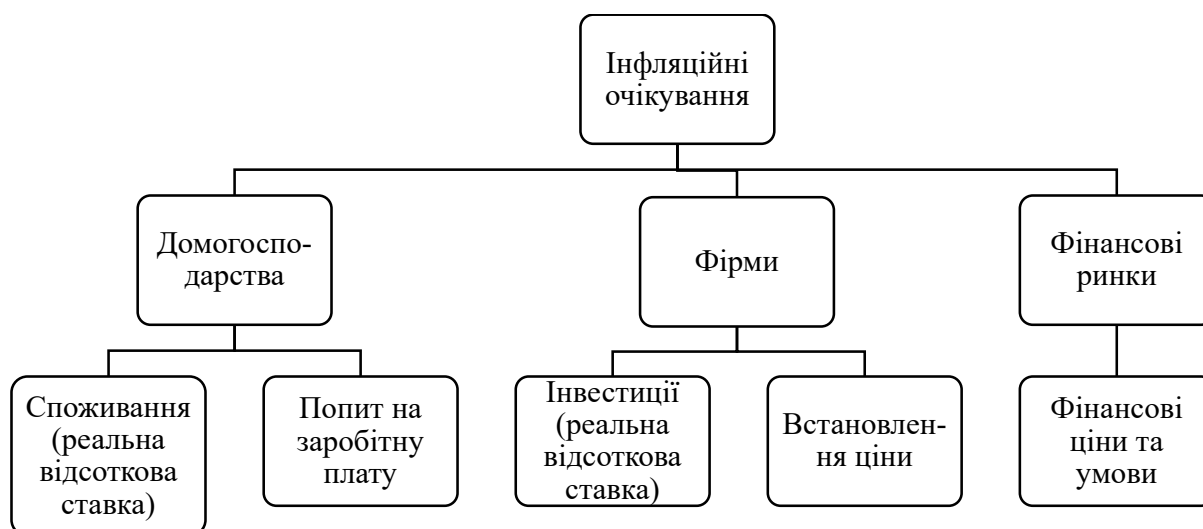 Інфляційні
очікування
Домогоспо-
дарства
Фірми
Фінансові
ринки
Споживання
(реальна
відсоткова
ставка)
Попит на
заробітну
плату
Інвестиції
(реальна
відсоткова
ставка)
Встановлен-
ня ціни
Фінансові
ціни та
умови